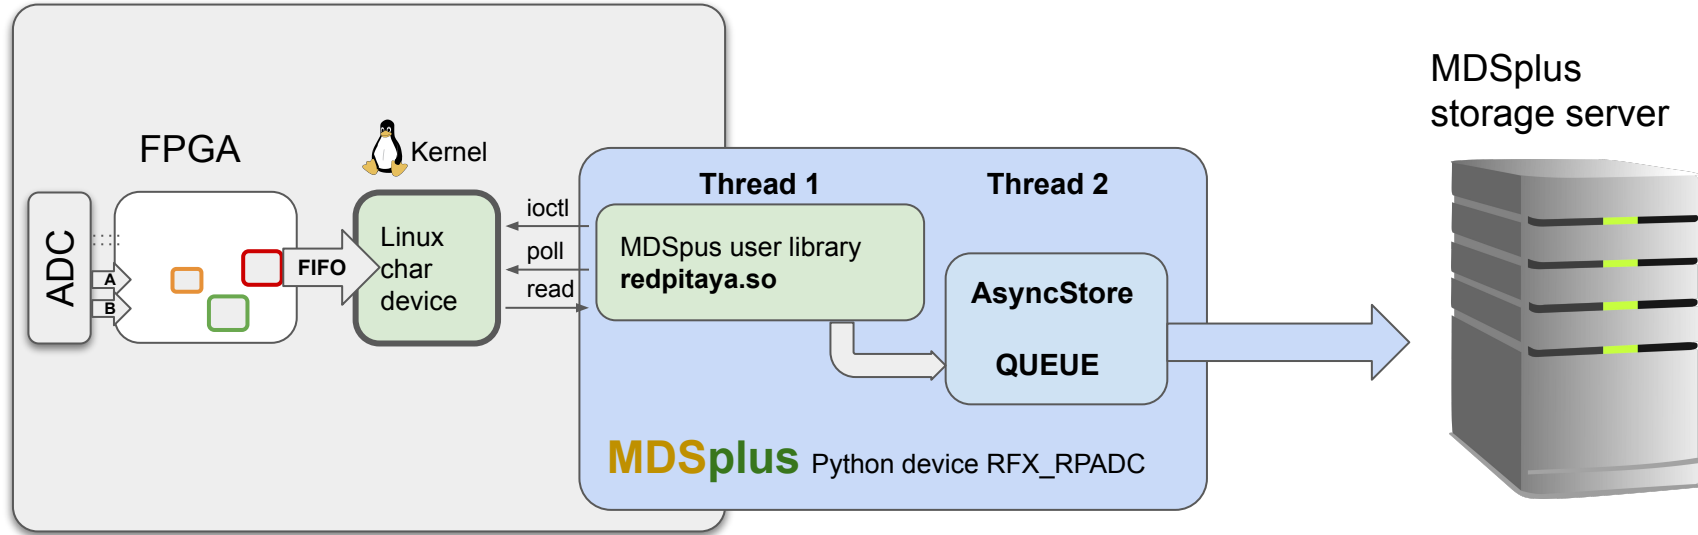 MDSplus
storage server
FPGA
Kernel
Thread 1
Thread 2
ADC
A
B
FIFO
Linux
char
device
ioctl
poll
read
MDSpus user library
redpitaya.so
AsyncStore
QUEUE
MDSplus Python device RFX_RPADC